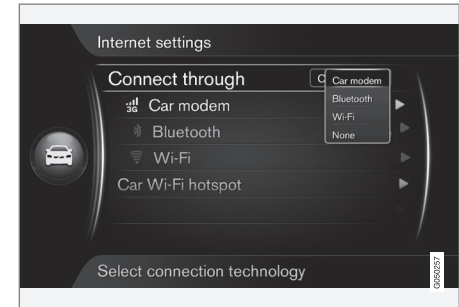 Internet settings
Connect through
C Car modem
3G Car modem
Bluetooth
Bluetooth
Wi-Fi
Wi-Fi
None
Car Wi-Fi hotspot
Select connection technology
G050257